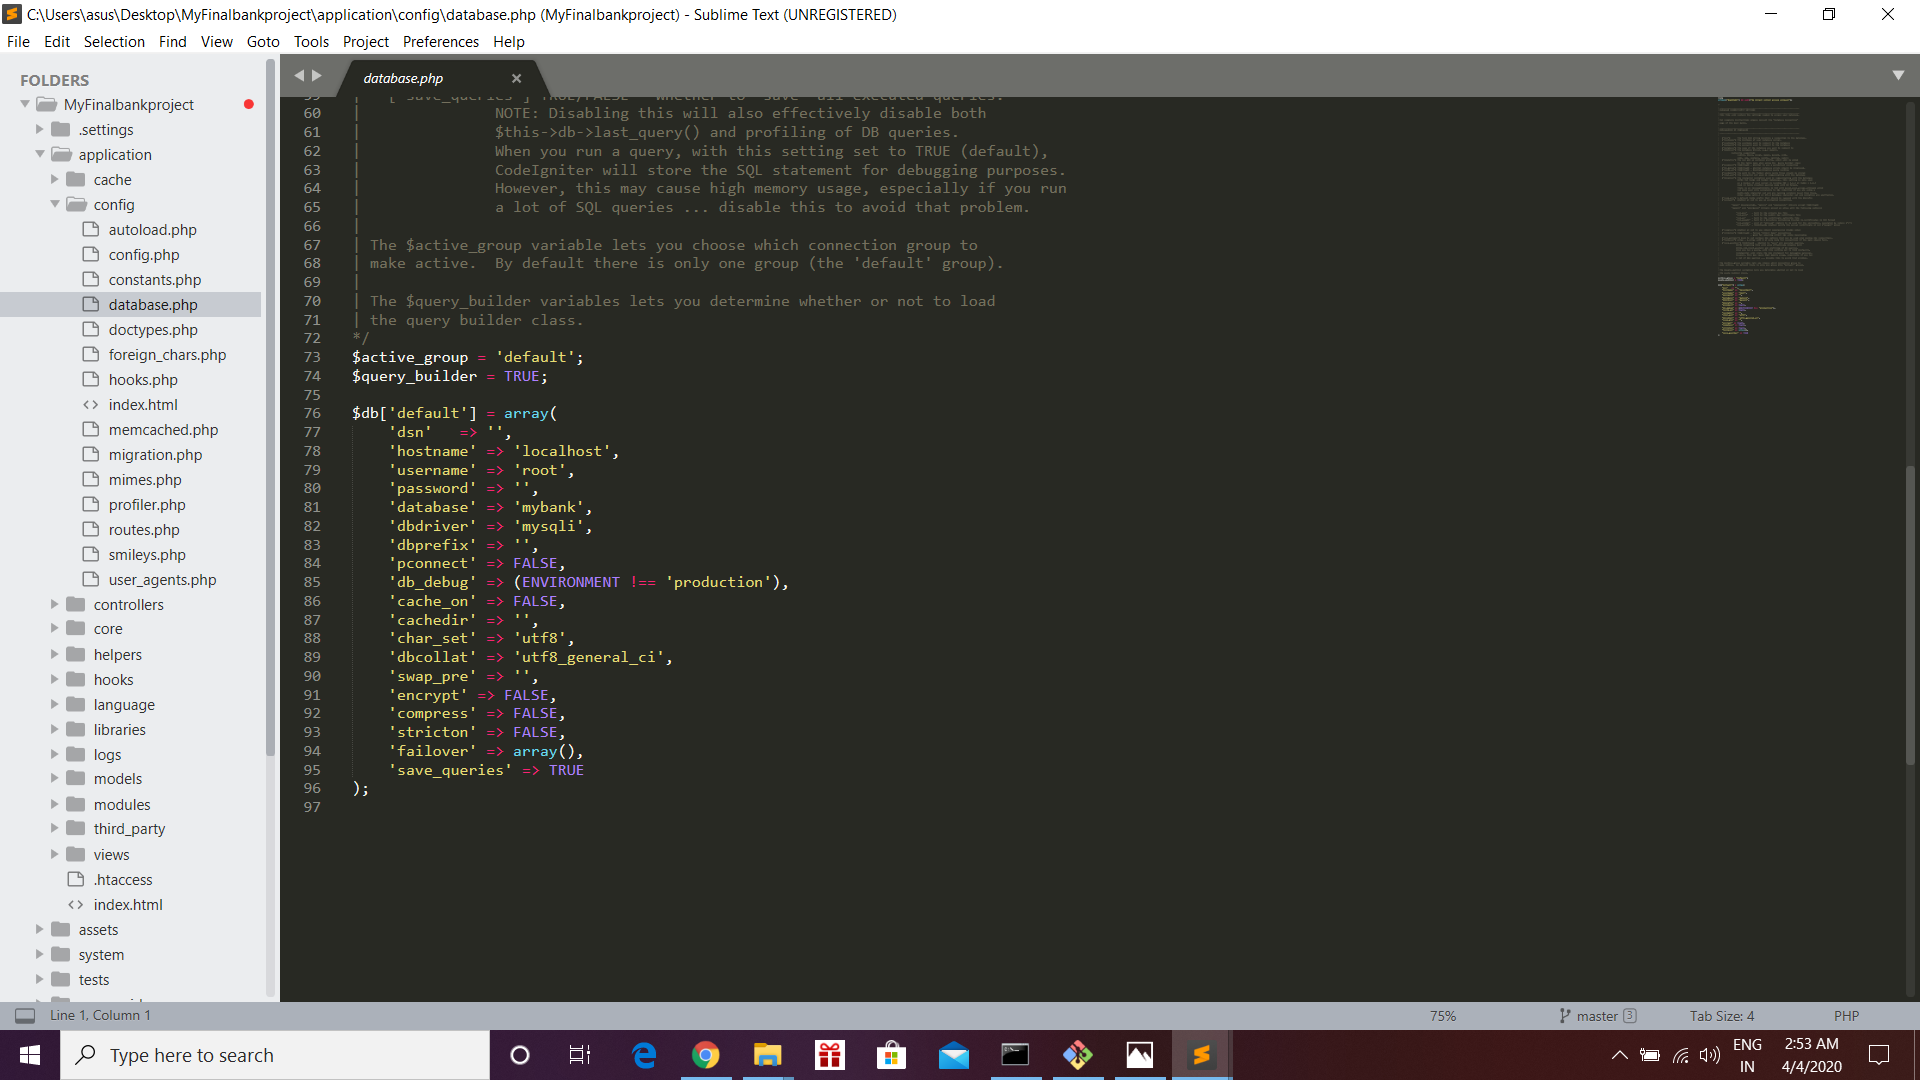 C:\Users\asus\Desktop\MyFinalbankproject\application\config\database.php (MyFinalbankproject) - Sublime Text (UNREGISTERED)
File Edit Selection Find View Goto Tools Project Preferences Help
FOLDERS
MyFinalbankproject
.settings
application
cache
config
autoload.php
config.php
constants.php
database.php
doctypes.php
foreign_chars.php
hooks.php
index.html
memcached.php
migration.php
mimes.php
profiler.php
routes.php
smileys.php
user_agents.php
controllers
core
helpers
hooks
language
libraries
logs
models
modules
third_party
views
.htaccess
index.html
assets
system
tests
database.php
60 | NOTE: Disabling this will also effectively disable both
61 | $this->db->last_query() and profiling of DB queries.
62 | When you run a query, with this setting set to TRUE (default),
63 | CodeIgniter will store the SQL statement for debugging purposes.
64 | However, this may cause high memory usage, especially if you run
65 | a lot of SQL queries ... disable this to avoid that problem.
66 |
67 | The $active_group variable lets you choose which connection group to
68 | make active.  By default there is only one group (the 'default' group).
69 |
70 | The $query_builder variables lets you determine whether or not to load
71 | the query builder class.
72 */
73 $active_group = 'default';
74 $query_builder = TRUE;
75
76 $db['default'] = array(
77 'dsn'   => '',
78 'hostname' => 'localhost',
79 'username' => 'root',
80 'password' => '',
81 'database' => 'mybank',
82 'dbdriver' => 'mysqli',
83 'dbprefix' => '',
84 'pconnect' => FALSE,
85 'db_debug' => (ENVIRONMENT !== 'production'),
86 'cache_on' => FALSE,
87 'cachedir' => '',
88 'char_set' => 'utf8',
89 'dbcollat' => 'utf8_general_ci',
90 'swap_pre' => '',
91 'encrypt' => FALSE,
92 'compress' => FALSE,
93 'stricton' => FALSE,
94 'failover' => array(),
95 'save_queries' => TRUE
96 );
97
Line 1, Column 1 75% master 3 Tab Size: 4 PHP
Type here to search
ENG
IN
2:53 AM
4/4/2020